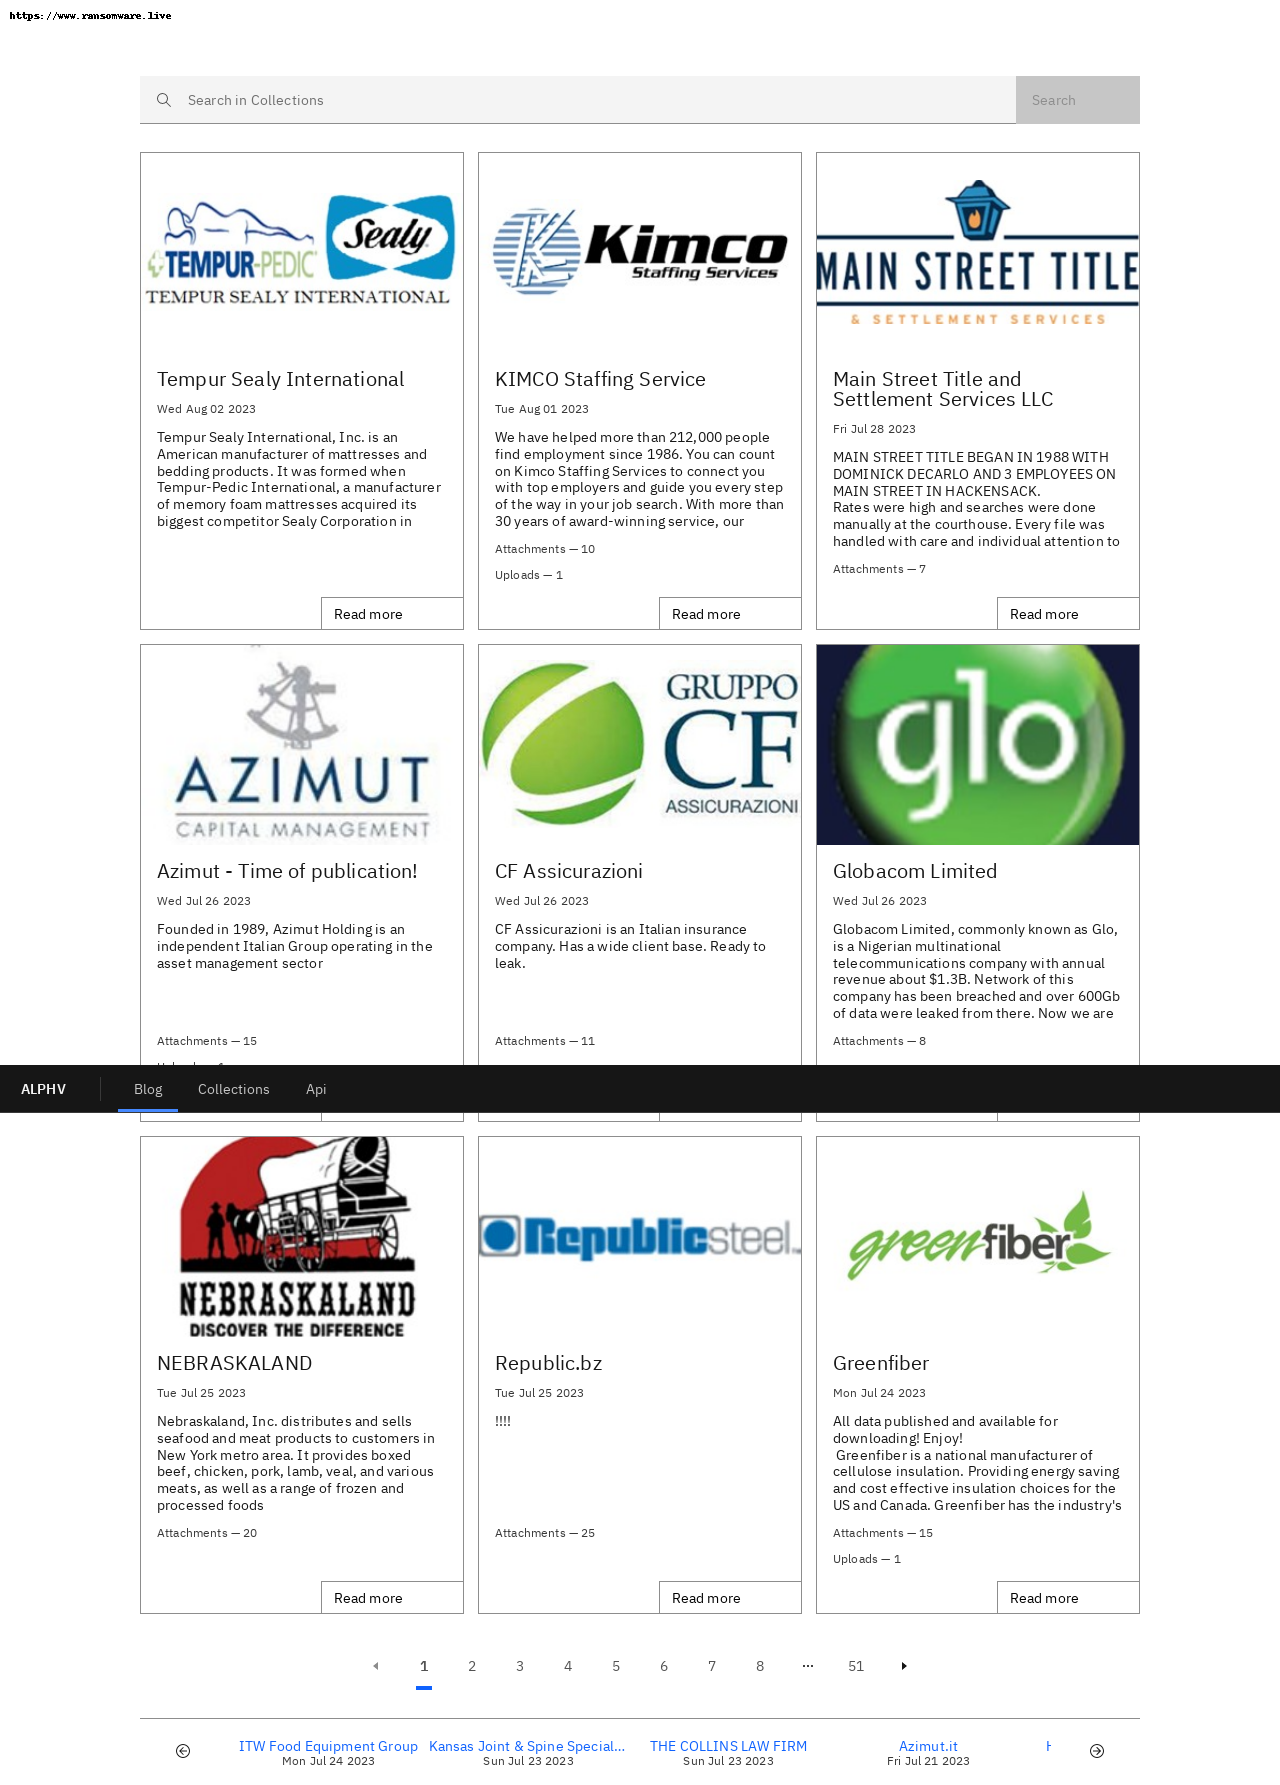 https://www.ransomware.live
Search in Collections
Search
TEMPUR-PEDIC
Sealy
TEMPUR SEALY INTERNATIONAL
Tempur Sealy International
Wed Aug 02 2023
Tempur Sealy International, Inc. is an
American manufacturer of mattresses and
bedding products. It was formed when
Tempur-Pedic International, a manufacturer
of memory foam mattresses acquired its
biggest competitor Sealy Corporation in
Read more
Kimco
Staffing Services
KIMCO Staffing Service
Tue Aug 01 2023
We have helped more than 212,000 people
find employment since 1986. You can count
on Kimco Staffing Services to connect you
with top employers and guide you every step
of the way in your job search. With more than
30 years of award-winning service, our
Attachments — 10
Uploads — 1
Read more
MAIN STREET TITLE
& SETTLEMENT SERVICES
Main Street Title and
Settlement Services LLC
Fri Jul 28 2023
MAIN STREET TITLE BEGAN IN 1988 WITH
DOMINICK DECARLO AND 3 EMPLOYEES ON
MAIN STREET IN HACKENSACK.
Rates were high and searches were done
manually at the courthouse. Every file was
handled with care and individual attention to
Attachments — 7
Read more
AZIMUT
CAPITAL MANAGEMENT
Azimut - Time of publication!
Wed Jul 26 2023
Founded in 1989, Azimut Holding is an
independent Italian Group operating in the
asset management sector
Attachments — 15
GRUPPO
CF
ASSICURAZIONI
CF Assicurazioni
Wed Jul 26 2023
CF Assicurazioni is an Italian insurance
company. Has a wide client base. Ready to
leak.
Attachments — 11
glo
Globacom Limited
Wed Jul 26 2023
Globacom Limited, commonly known as Glo,
is a Nigerian multinational
telecommunications company with annual
revenue about $1.3B. Network of this
company has been breached and over 600Gb
of data were leaked from there. Now we are
Attachments — 8
ALPHV
Blog
Collections
Api
NEBRASKALAND
DISCOVER THE DIFFERENCE
NEBRASKALAND
Tue Jul 25 2023
Nebraskaland, Inc. distributes and sells
seafood and meat products to customers in
New York metro area. It provides boxed
beef, chicken, pork, lamb, veal, and various
meats, as well as a range of frozen and
processed foods
Attachments — 20
Read more
Republicsteel
Republic.bz
Tue Jul 25 2023
!!!!
Attachments — 25
Read more
greenfiber
Greenfiber
Mon Jul 24 2023
All data published and available for
downloading! Enjoy!
Greenfiber is a national manufacturer of
cellulose insulation. Providing energy saving
and cost effective insulation choices for the
US and Canada. Greenfiber has the industry's
Attachments — 15
Uploads — 1
Read more
1 2 3 4 5 6 7 8 ... 51
ITW Food Equipment Group
Mon Jul 24 2023
Kansas Joint & Spine Special...
Sun Jul 23 2023
THE COLLINS LAW FIRM
Sun Jul 23 2023
Azimut.it
Fri Jul 21 2023